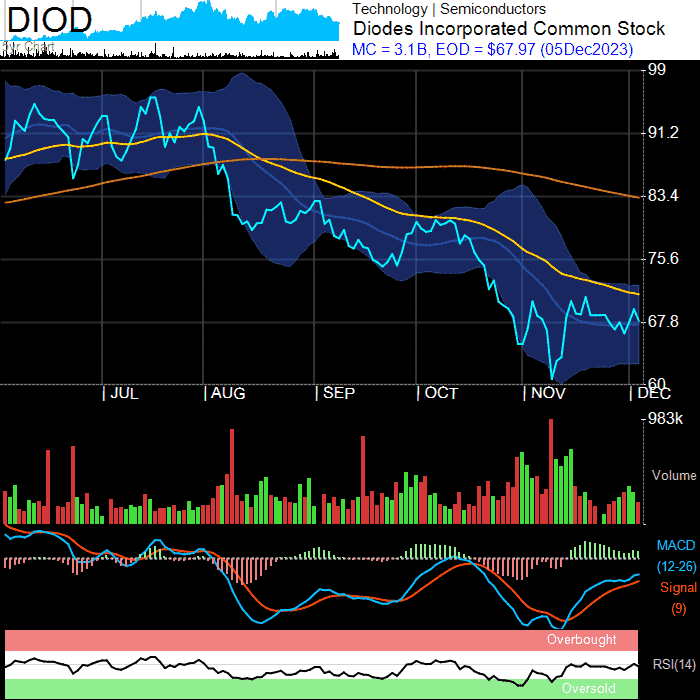 DIOD
5yr Chart
Technology | Semiconductors
Diodes Incorporated Common Stock
MC = 3.1B, EOD = $67.97 (05Dec2023)
99
91.2
83.4
75.6
67.8
60
JUL AUG SEP OCT NOV DEC
983k
Volume
MACD
(12-26)
Signal
(9)
Overbought
RSI(14)
Oversold